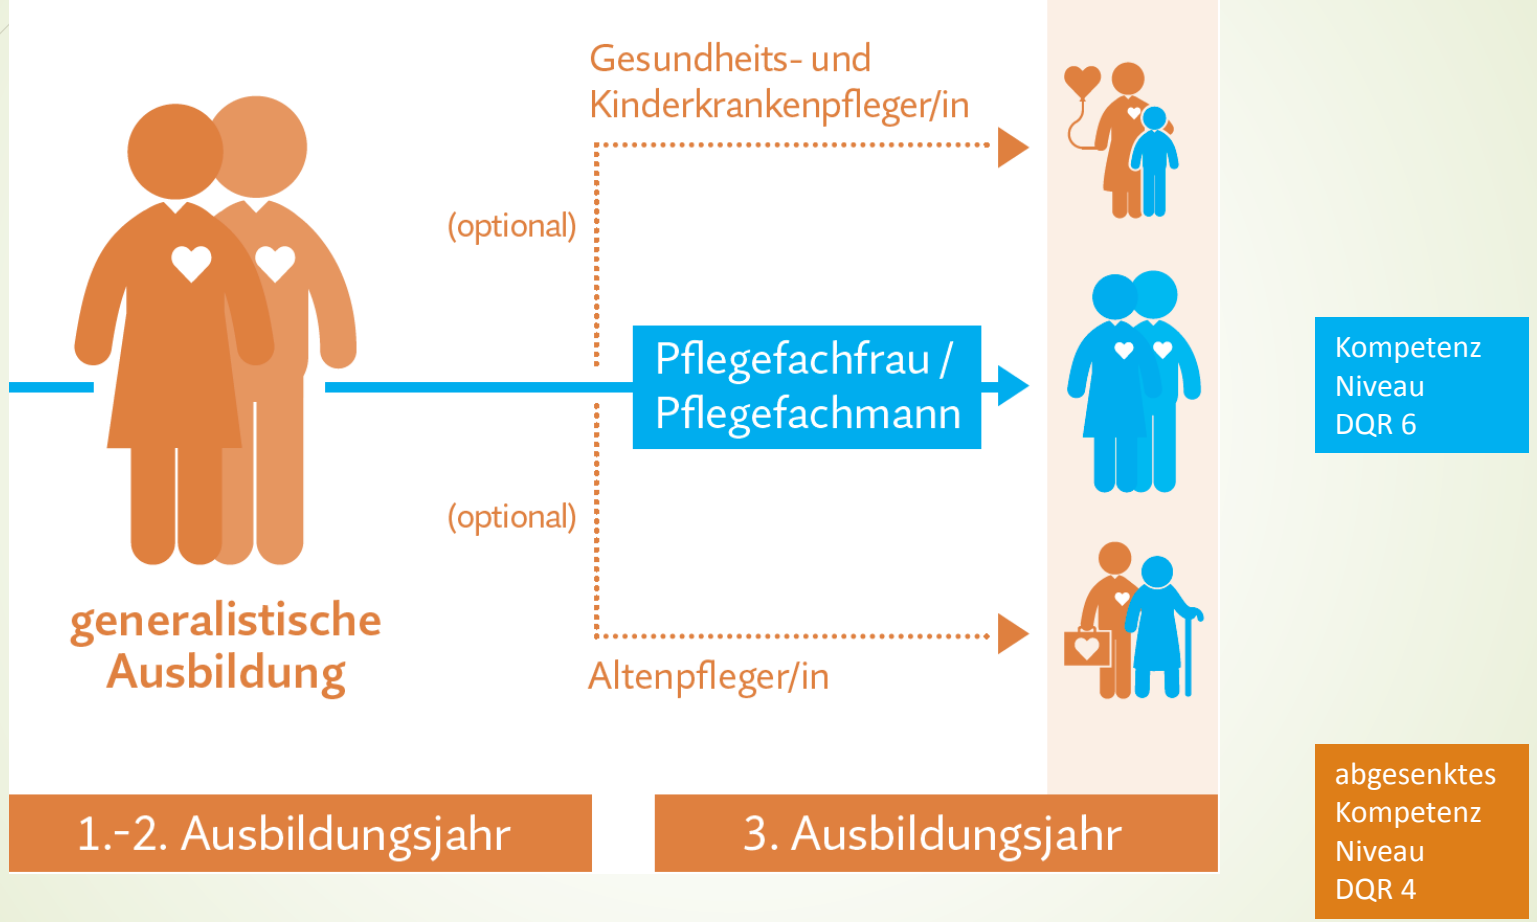 Gesundheits- und
Kinderkrankenpfleger/in
(optional)
Pflegefachfrau /
Pflegefachmann
Kompetenz
Niveau
DQR 6
(optional)
generalistische
Ausbildung
Altenpfleger/in
1.-2. Ausbildungsjahr
3. Ausbildungsjahr
abgesenktes
Kompetenz
Niveau
DQR 4